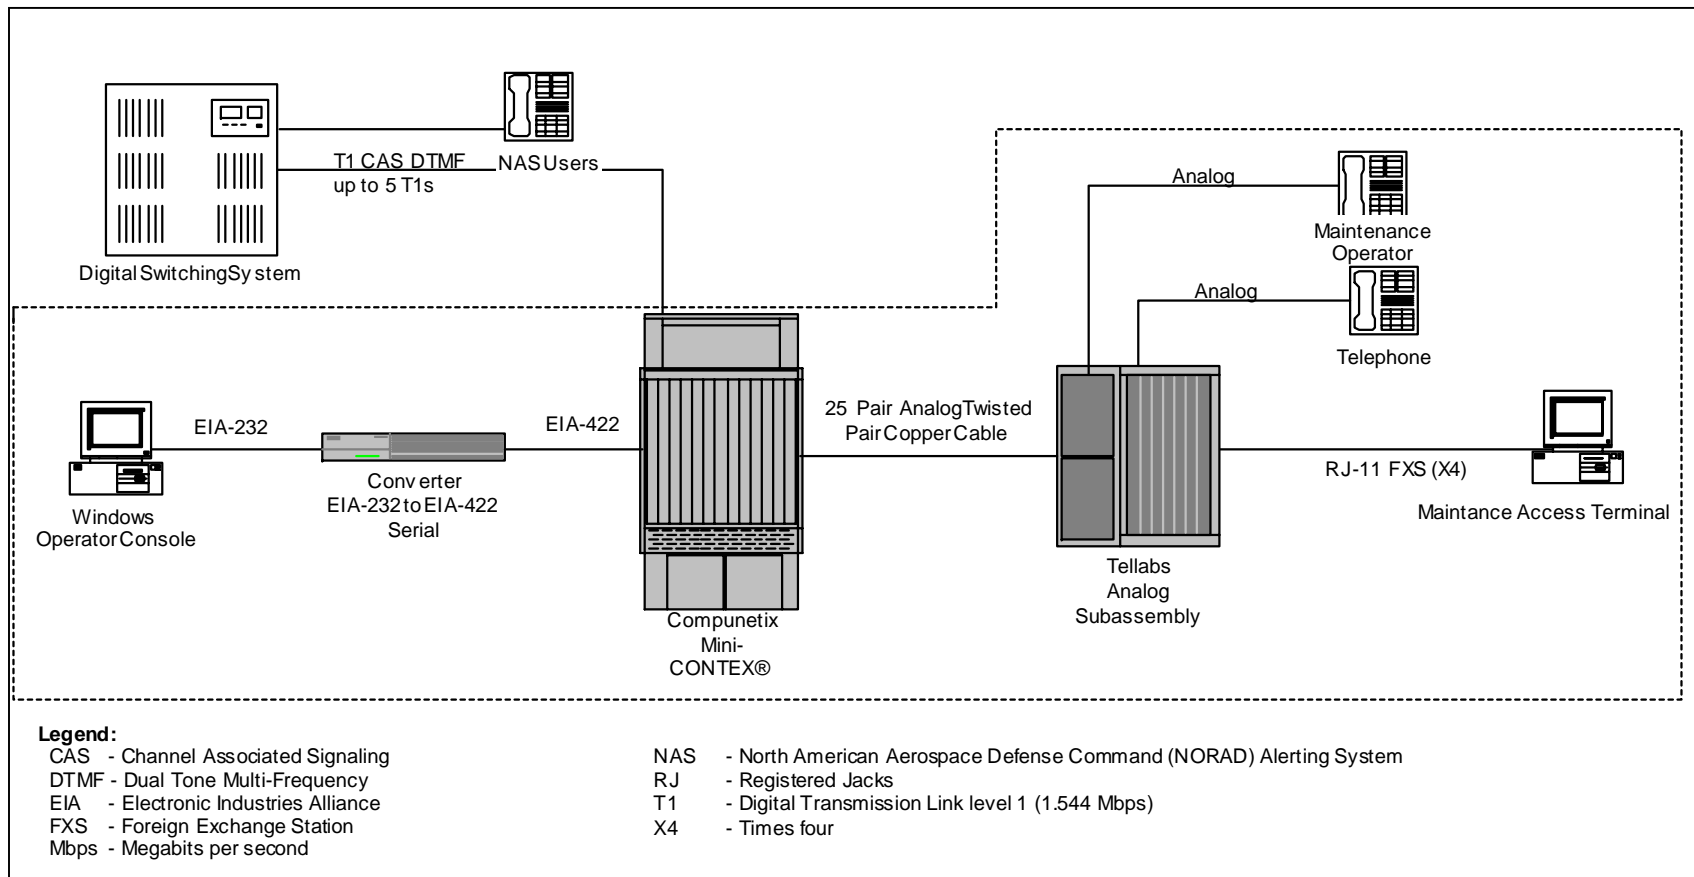 T1 CAS DTMF
up to 5 T1s
NAS Users
Digital Switching System
Analog
Maintenance
Operator
Analog
Telephone
EIA-232
EIA-422
25 Pair Analog Twisted
Pair Copper Cable
RJ-11 FXS (X4)
Windows
Operator Console
Converter
EIA-232 to EIA-422
Serial
Compunetix
Mini-
CONTEX®
Tellabs
Analog
Subassembly
Maintance Access Terminal
Legend:
CAS - Channel Associated Signaling
DTMF - Dual Tone Multi-Frequency
EIA - Electronic Industries Alliance
FXS - Foreign Exchange Station
Mbps - Megabits per second
NAS - North American Aerospace Defense Command (NORAD) Alerting System
RJ - Registered Jacks
T1 - Digital Transmission Link level 1 (1.544 Mbps)
X4 - Times four